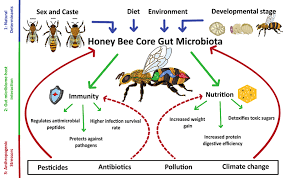 Sex and Caste
Diet
Environment
Developmental stage
Honey Bee Core Gut Microbiota
Immunity
Nutrition
Regulates antimicrobial
peptides
Higher infection survival
rate
Protects against
pathogens
Increased weight
gain
Detoxifies toxic sugars
Increased protein
digestive efficiency
Pesticides
Antibiotics
Pollution
Climate change